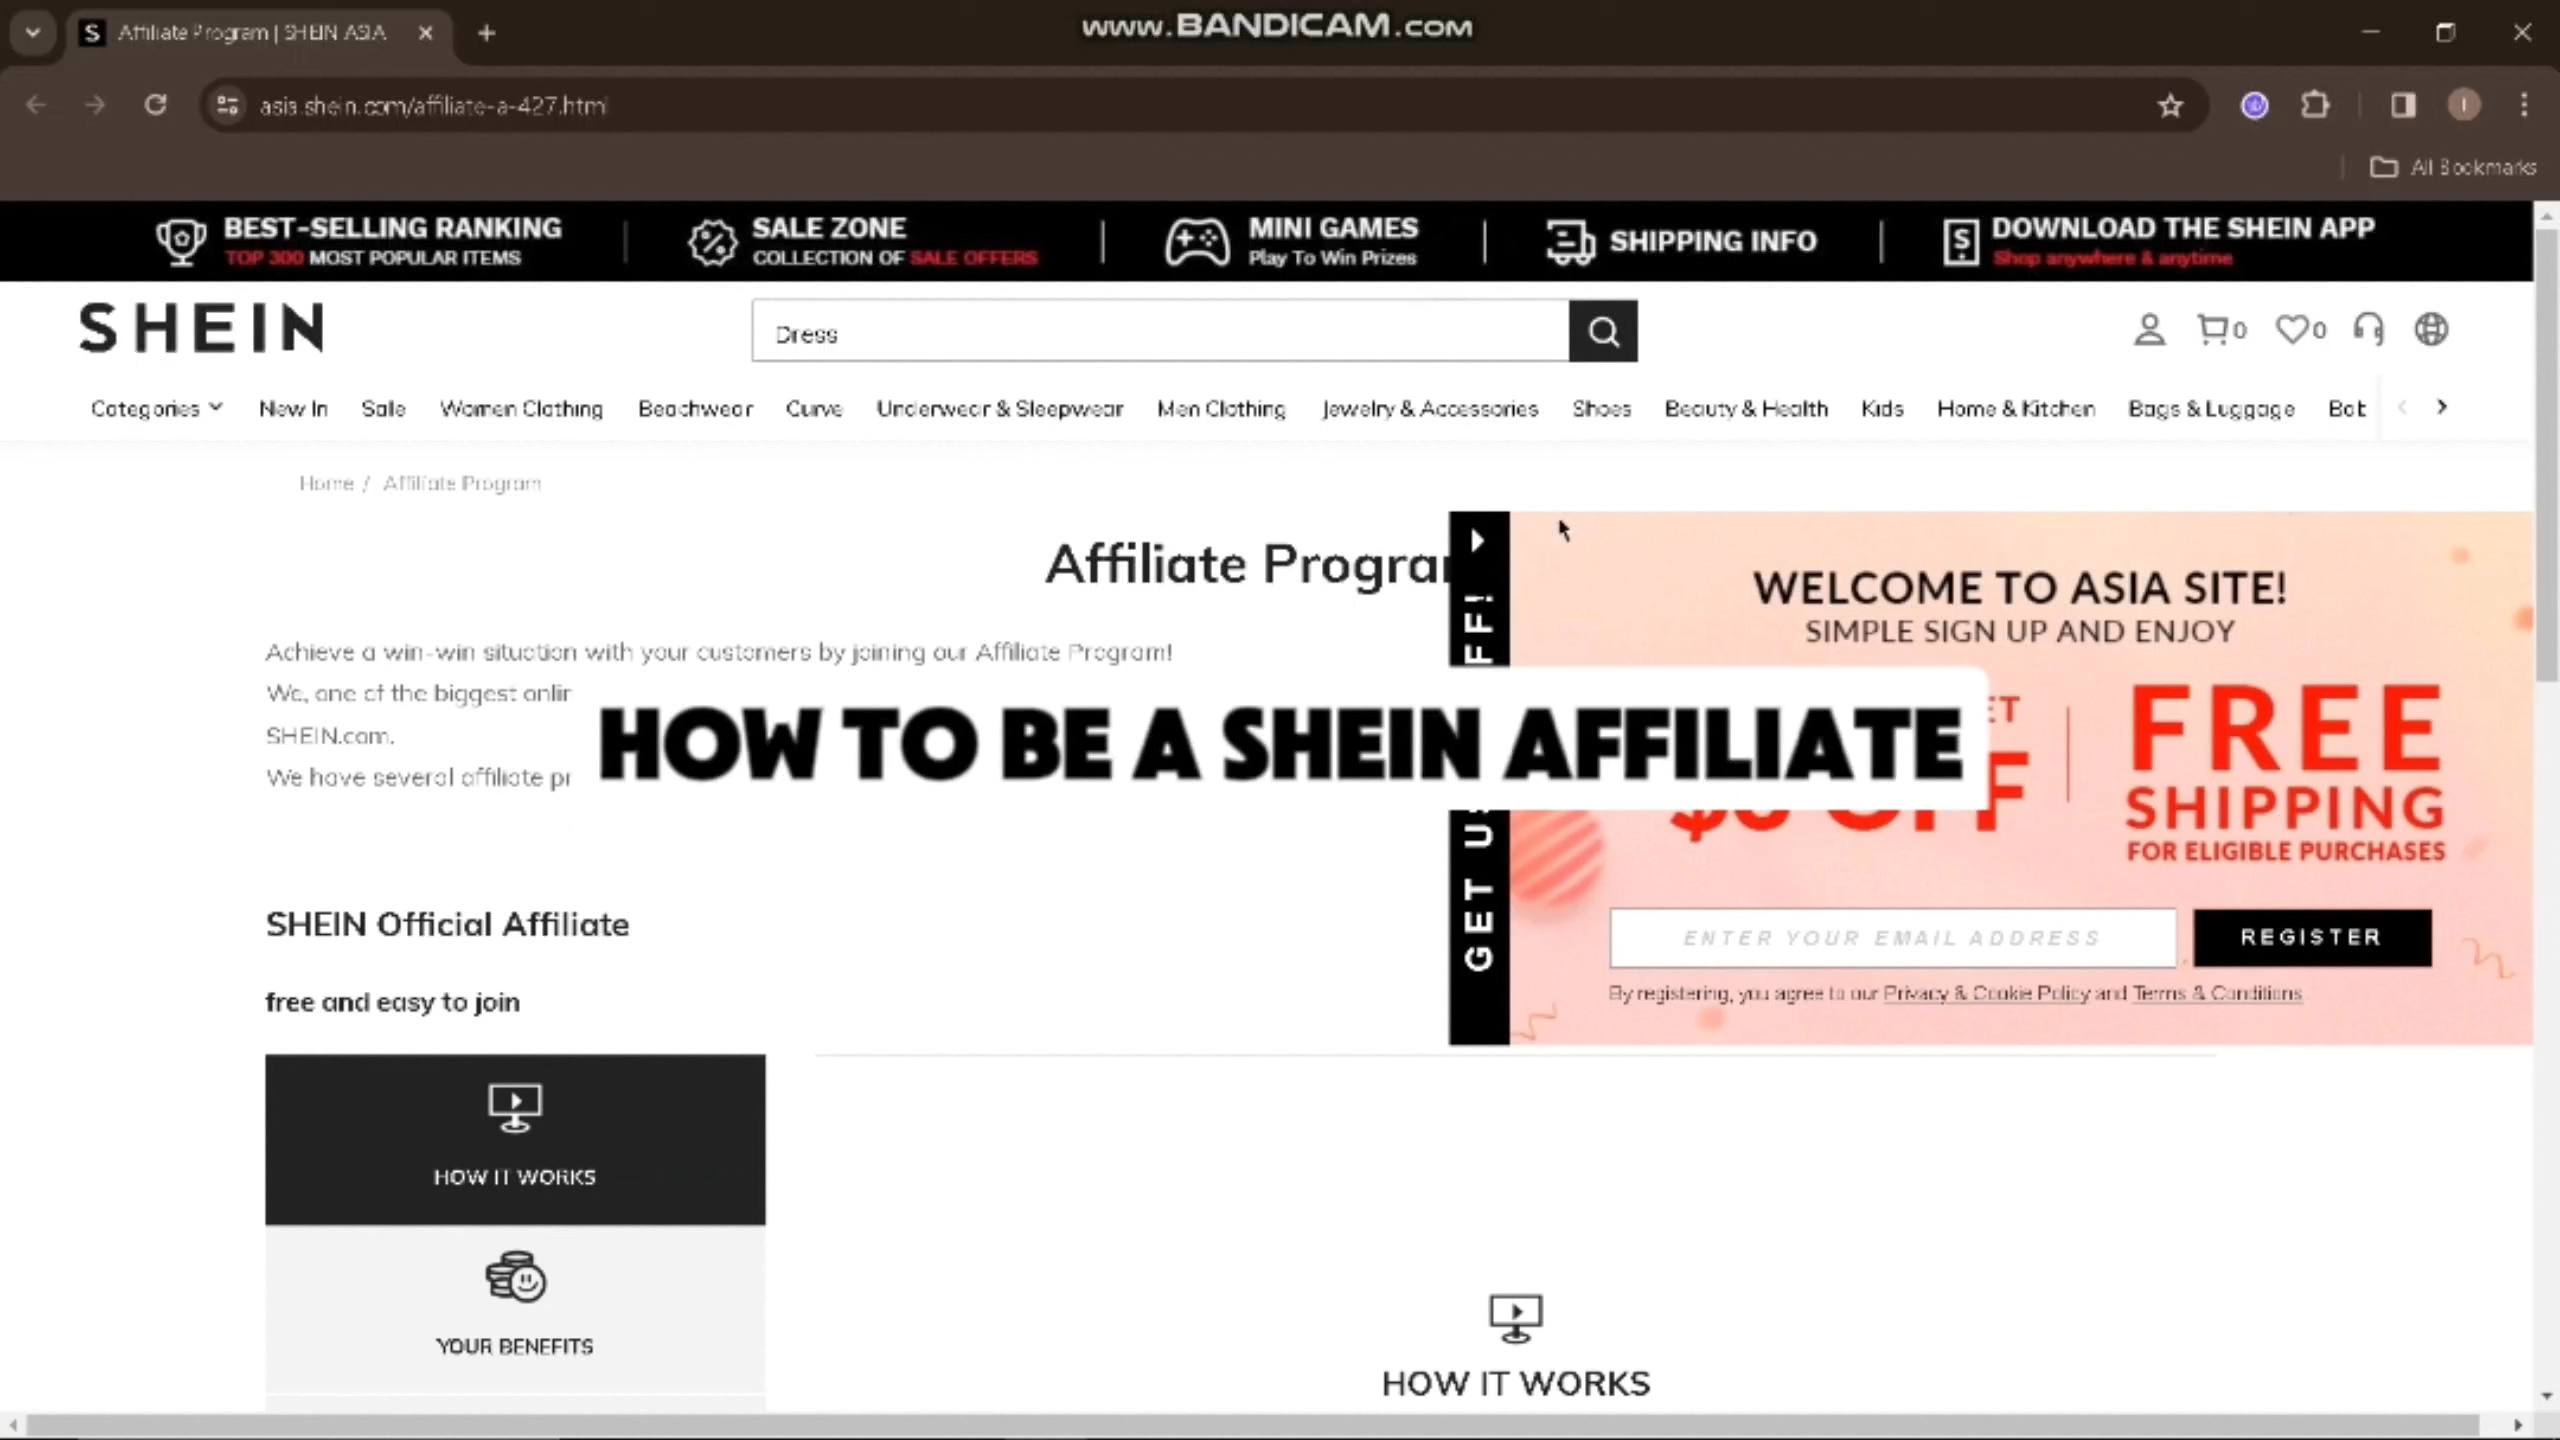 www.BANDICAM.com
Affiliate Program | SHEIN ASIA
asia.shein.com/affiliate-a-427.html
All Bookmarks
BEST-SELLING RANKING
TOP 300 MOST POPULAR ITEMS
SALE ZONE
COLLECTION OF SALE OFFERS
MINI GAMES
Play To Win Prizes
SHIPPING INFO
DOWNLOAD THE SHEIN APP
Shop anywhere & anytime
SHEIN
Dress
0
0
Categories New In Sale Women Clothing Beachwear Curve Underwear & Sleepwear Men Clothing Jewelry & Accessories Shoes Beauty & Health Kids Home & Kitchen Bags & Luggage
Home / Affiliate Program
Affiliate Progra
Achieve a win-win situation with your customers by joining our Affiliate Program!
We, one of the biggest onlin
SHEIN.com.
We have several affiliate pr
HOW TO BE A SHEIN AFFILIATE
GET
FF!
WELCOME TO ASIA SITE!
SIMPLE SIGN UP AND ENJOY
FREE
SHIPPING
FOR ELIGIBLE PURCHASES
ENTER YOUR EMAIL ADDRESS
REGISTER
By registering, you agree to our Privacy & Cookie Policy and Terms & Conditions
SHEIN Official Affiliate
free and easy to join
HOW IT WORKS
YOUR BENEFITS
HOW IT WORKS